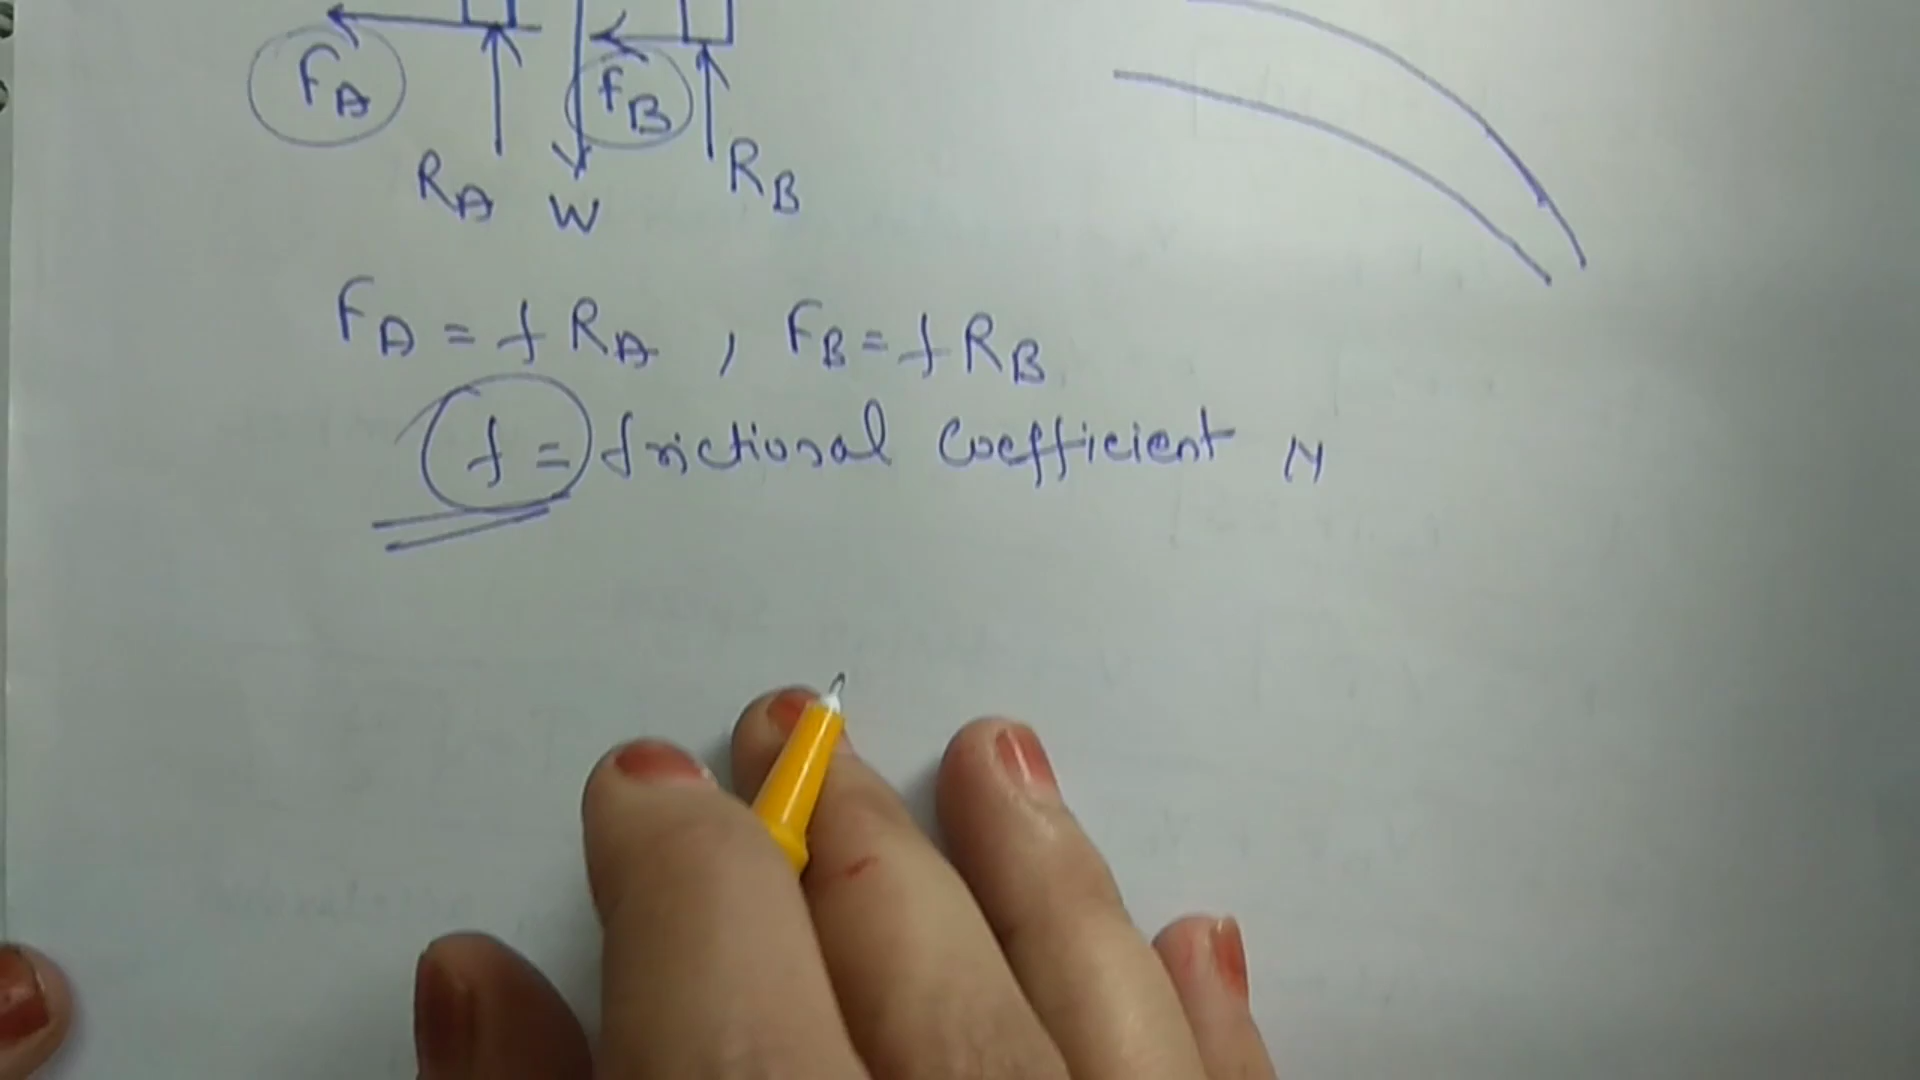 FA FB
RA W RB
FA = f RA , FB = f RB
f = frictional coefficient